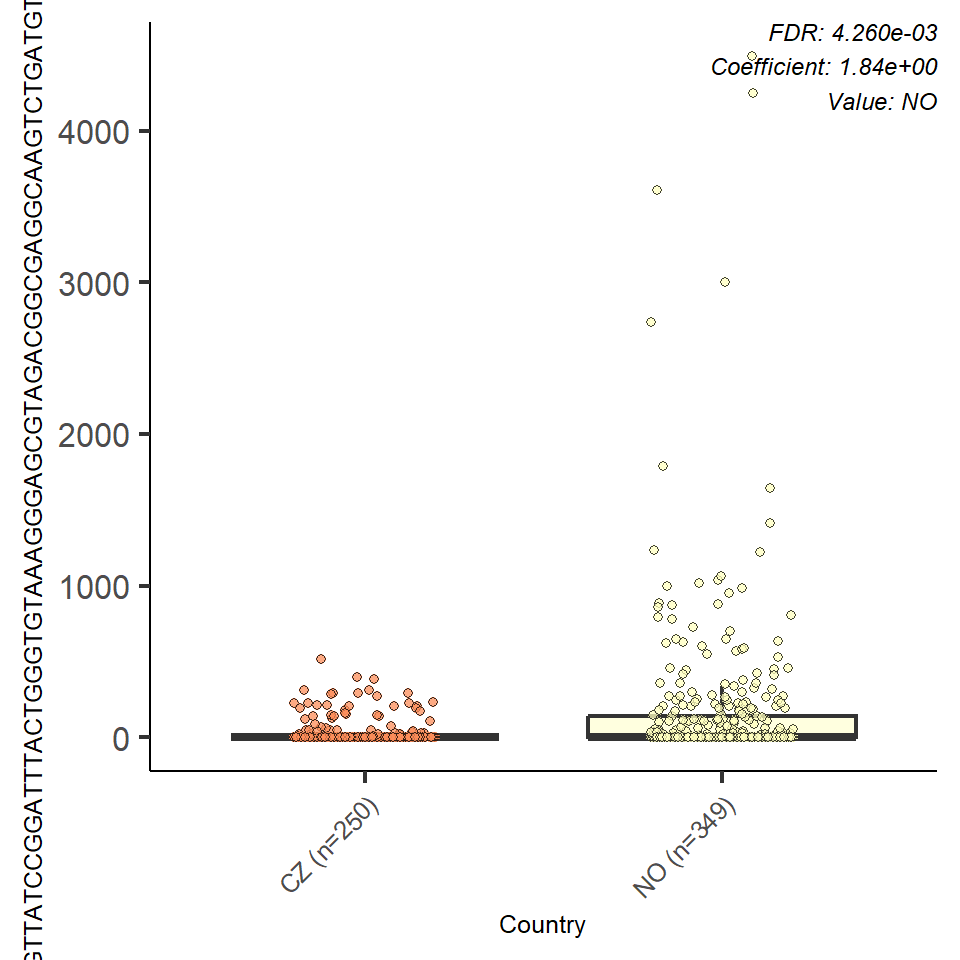 GTTATCCGGATTTACTGGGTGTAAAGGGAGCGTAGACGGCGAGGCAAGTCTGATGT
FDR: 4.260e-03
Coefficient: 1.84e+00
Value: NO
4000
3000
2000
1000
0
CZ (n=250)
NO (n=349)
Country